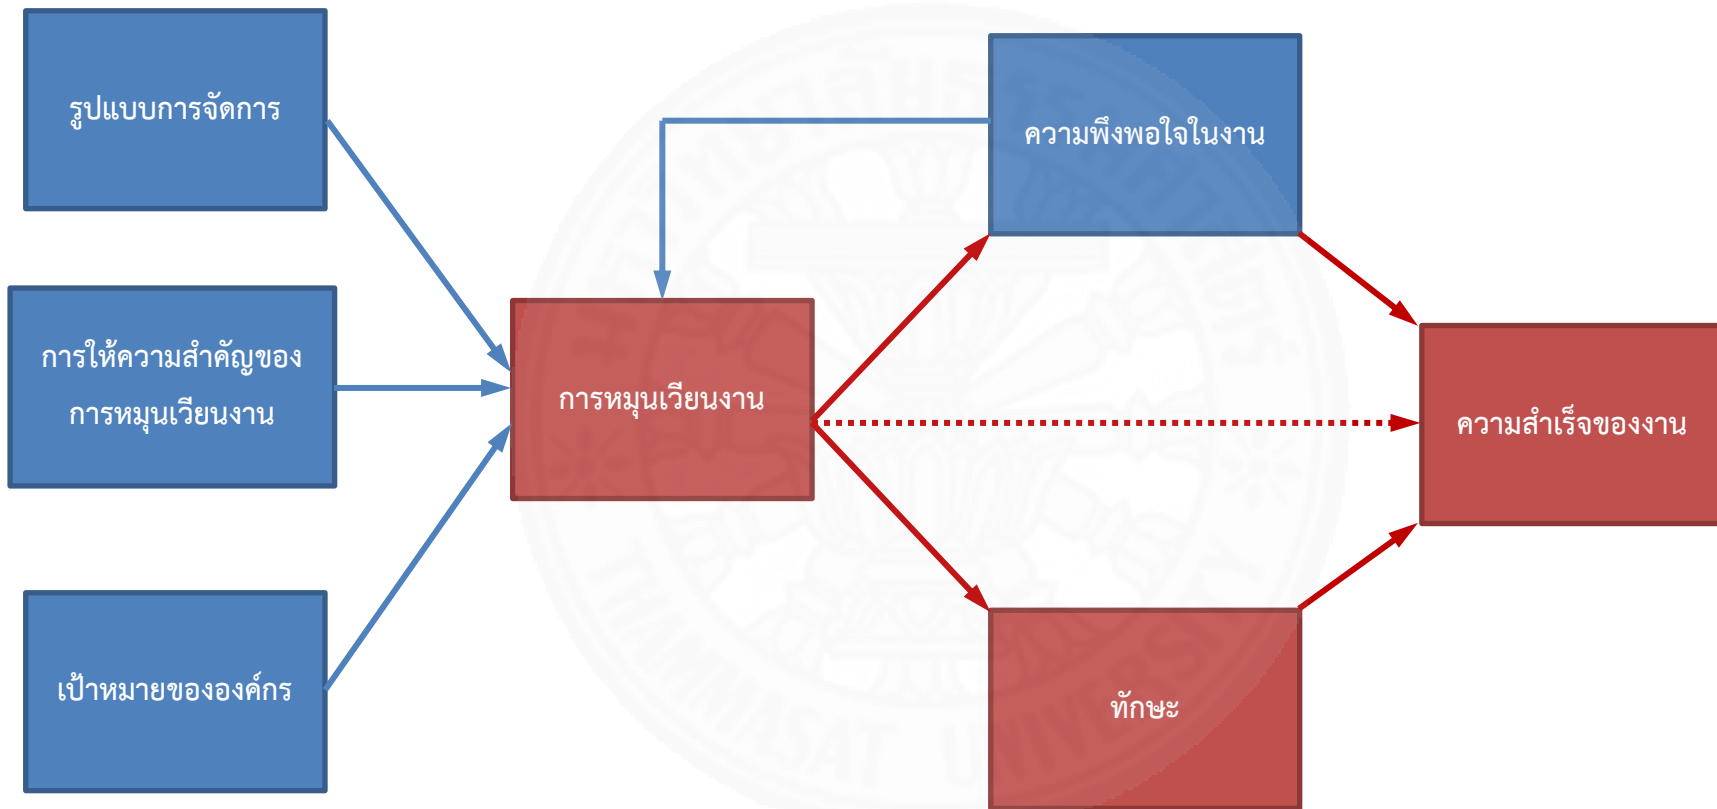 รูปแบบการจัดการ
ความพึงพอใจในงาน
การให้ความสำคัญของ
การหมุนเวียนงาน
การหมุนเวียนงาน
ความสำเร็จของงาน
เป้าหมายขององค์กร
ทักษะ
THAMMASAT UNIVERSITY